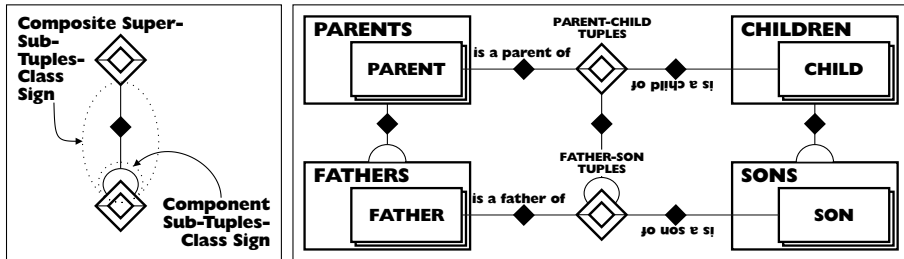 Composite Super-
Sub-
Tuples-
Class
Sign
Component
Sub-Tuples-
Class Sign
PARENTS
PARENT
is a parent of
PARENT-CHILD
TUPLES
is a child of
CHILDREN
CHILD
FATHERS
FATHER
is a father of
FATHER-SON
TUPLES
is a son of
SONS
SON